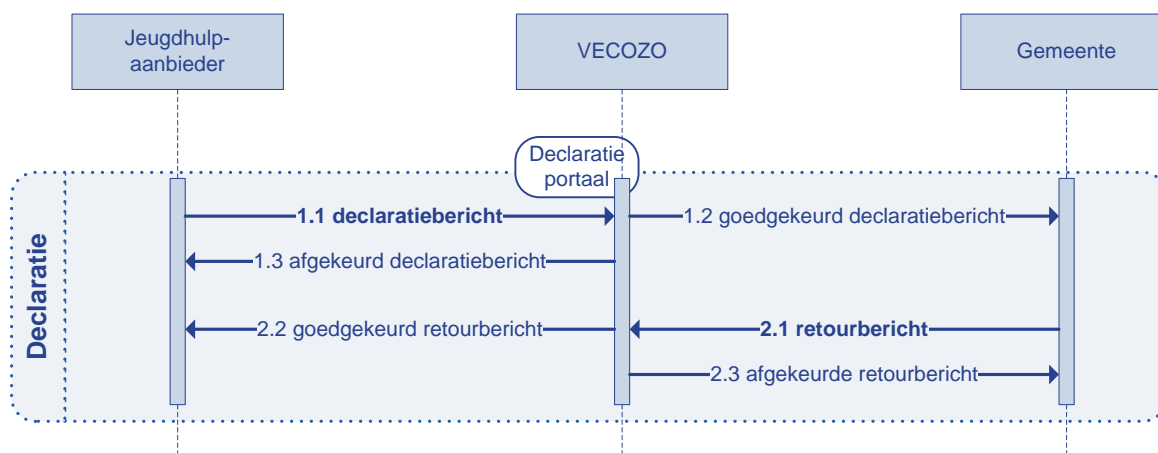 Jeugdhulp-
aanbieder
VECOZO
Gemeente
Declaratie
portaal
Declaratie
1.1 declaratiebericht
1.2 goedgekeurd declaratiebericht
1.3 afgekeurd declaratiebericht
2.2 goedgekeurd retourbericht
2.1 retourbericht
2.3 afgekeurde retourbericht